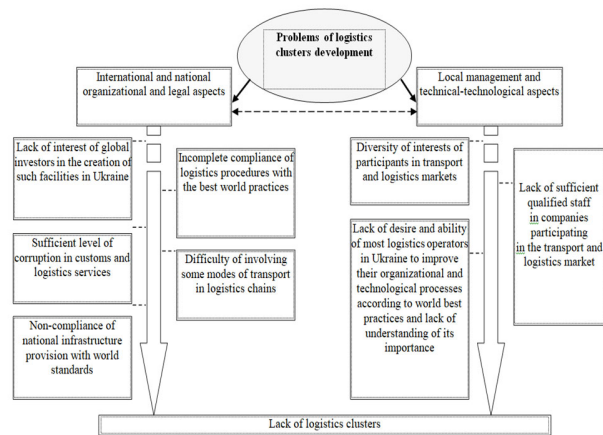 Problems of logistics
clusters development
International and national
organizational and legal aspects
Local management and
technical-technological aspects
Lack of interest of global
investors in the creation of
such facilities in Ukraine
Incomplete compliance of
logistics procedures with
the best world practices
Sufficient level of
corruption in customs and
logistics services
Difficulty of involving
some modes of transport
in logistics chains
Non-compliance of
national infrastructure
provision with world
standards
Diversity of interests of
participants in transport
and logistics markets
Lack of sufficient
qualified staff
in companies
participating
in the transport and
logistics market
Lack of desire and ability
of most logistics operators
in Ukraine to improve
their organizational and
technological processes
according to world best
practices and lack of
understanding of its
importance
Lack of logistics clusters